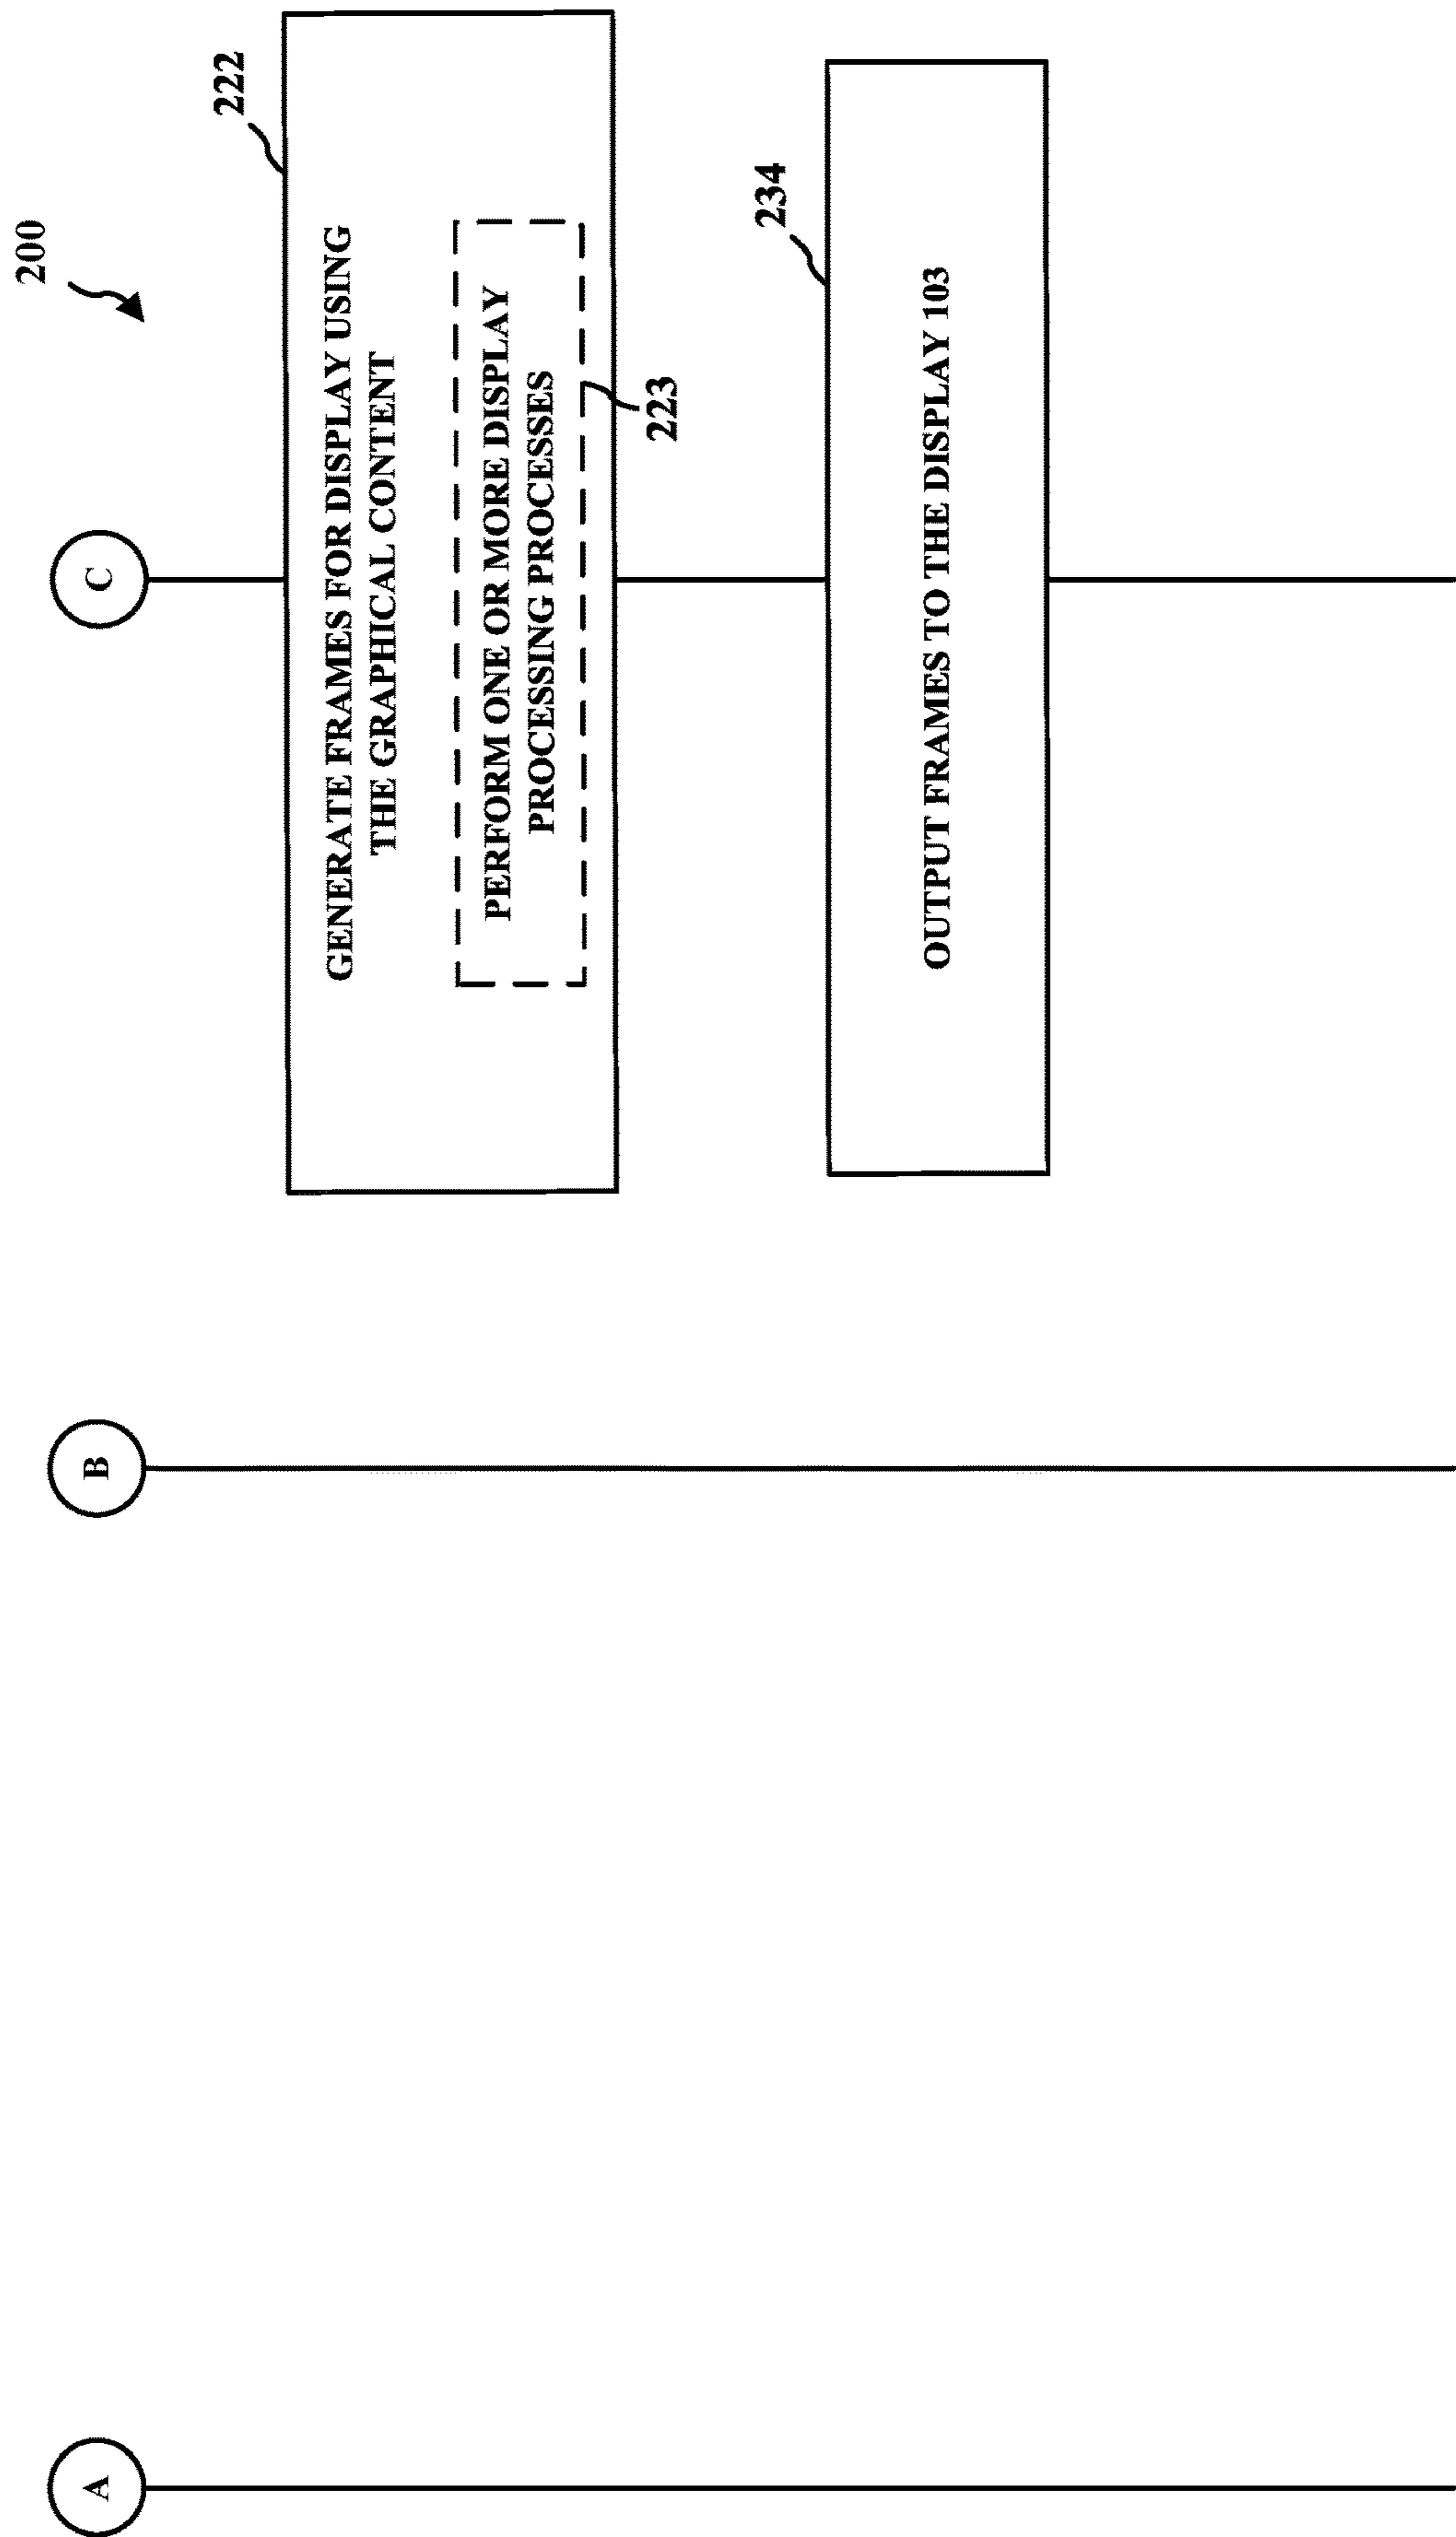 200
A
B
C
222
GENERATE FRAMES FOR DISPLAY USING
THE GRAPHICAL CONTENT
PERFORM ONE OR MORE DISPLAY
PROCESSING PROCESSES
223
234
OUTPUT FRAMES TO THE DISPLAY 103